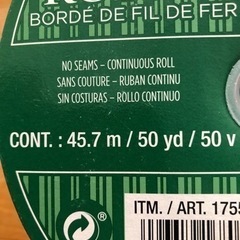 BORDE DE FIL DE FER
NO SEAMS – CONTINUOUS ROLL
SANS COUTURE – RUBAN CONTINU
SIN COSTURAS – ROLLO CONTINUO
CONT. : 45.7 m / 50 yd / 50 v
ITM. / ART. 1755